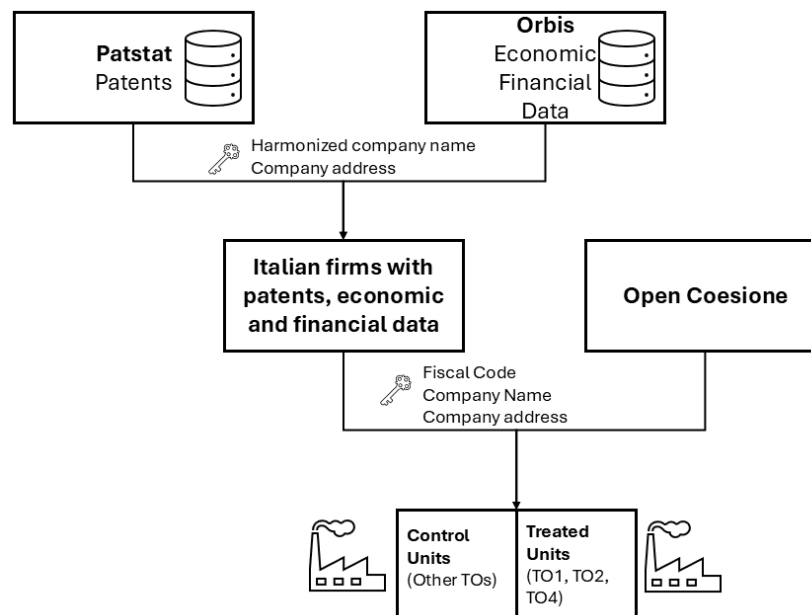 Patstat
Patents
Orbis
Economic
Financial
Data
Harmonized company name
Company address
Italian firms with
patents, economic
and financial data
Open Coesione
Fiscal Code
Company Name
Company address
Control
Units
(Other TOs)
Treated
Units
(TO1, TO2,
TO4)